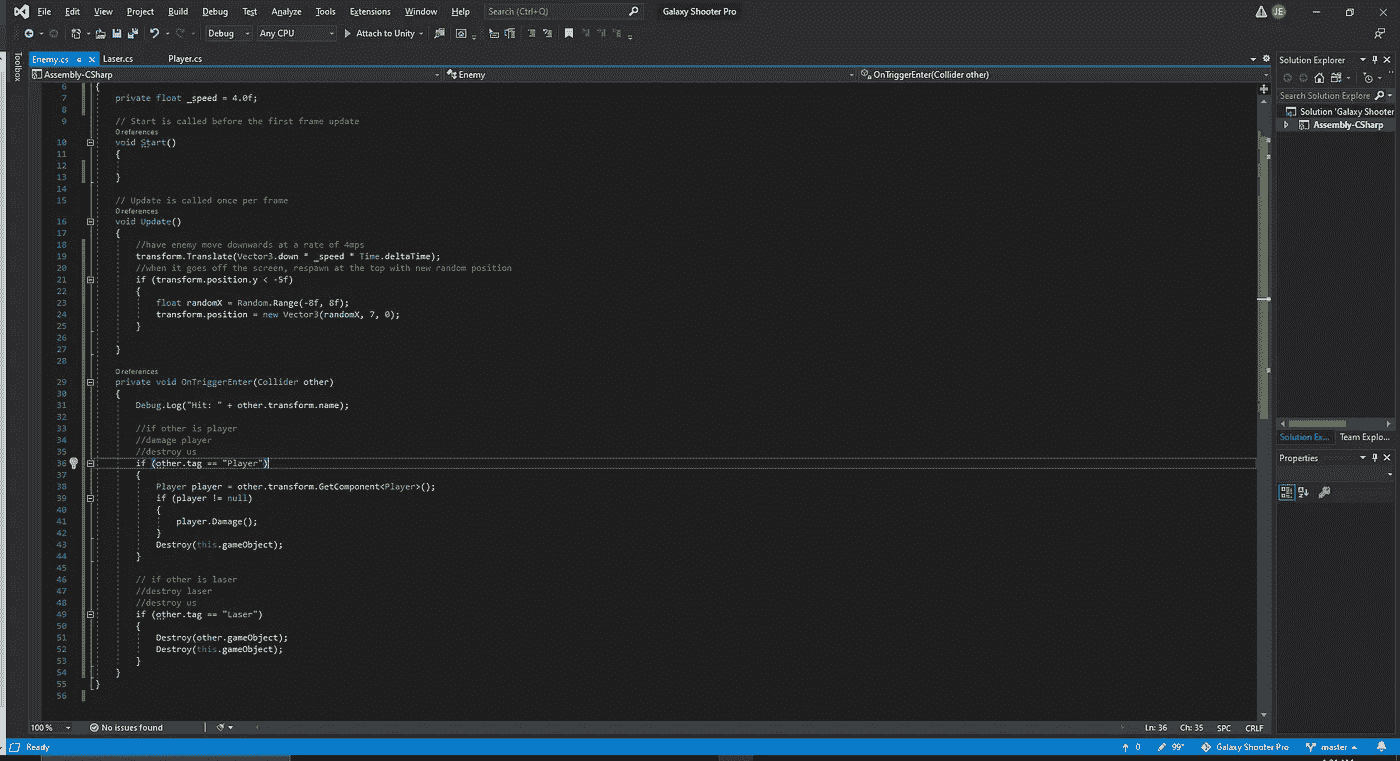 File Edit View Project Build Debug Test Analyze Tools Extensions Window Help Search (Ctrl+Q) Galaxy Shooter Pro JE
Debug Any CPU Attach to Unity
Toolbox
Enemy.cs Laser.cs Player.cs
Assembly-CSharp Enemy OnTriggerEnter(Collider other)
6 {
7 private float _speed = 4.0f;
8
9 // Start is called before the first frame update
0 references
10 void Start()
11 {
12
13 }
14
15 // Update is called once per frame
0 references
16 void Update()
17 {
18 //have enemy move downwards at a rate of 4mps
19 transform.Translate(Vector3.down * _speed * Time.deltaTime);
20 //when it goes off the screen, respawn at the top with new random position
21 if (transform.position.y < -5f)
22 {
23 float randomX = Random.Range(-8f, 8f);
24 transform.position = new Vector3(randomX, 7, 0);
25 }
26
27 }
28
0 references
29 private void OnTriggerEnter(Collider other)
30 {
31 Debug.Log("Hit: " + other.transform.name);
32
33 //if other is player
34 //damage player
35 //destroy us
36 if (other.tag == "Player")
37 {
38 Player player = other.transform.GetComponent<Player>();
39 if (player != null)
40 {
41 player.Damage();
42 }
43 Destroy(this.gameObject);
44 }
45
46 // if other is laser
47 //destroy laser
48 //destroy us
49 if (other.tag == "Laser")
50 {
51 Destroy(other.gameObject);
52 Destroy(this.gameObject);
53 }
54 }
55 }
56
Solution Explorer
Search Solution Explore
Solution 'Galaxy Shooter
Assembly-CSharp
Solution Ex... Team Explo...
Properties
100 % No issues found Ln: 36 Ch: 35 SPC CRLF
Ready 0 99+ Galaxy Shooter Pro master